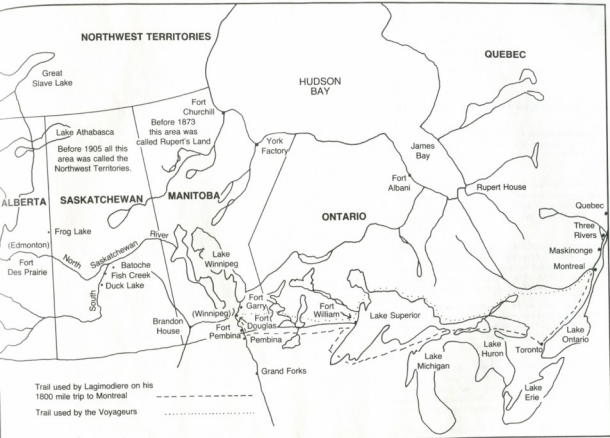 NORTHWEST TERRITORIES
QUEBEC
Great
Slave Lake
HUDSON
BAY
Fort
Churchill
Before 1873
this area was
called Rupert's Land
Lake Athabasca
Before 1905 all this
area was called the
Northwest Territories.
York
Factory
James
Bay
Fort
Albani
Rupert House
ALBERTA
SASKATCHEWAN
MANITOBA
ONTARIO
Quebec
Three
Rivers
Maskinonge
Montreal
Frog Lake
(Edmonton)
Fort
Des Prairie
North Saskatchewan River
Batoche
Fish Creek
Duck Lake
South
Lake
Winnipeg
Fort
Garry
(Winnipeg)
Fort
Douglas
Fort
William
Lake Superior
Brandon
House
Fort
Pembina
Pembina
Grand Forks
Lake
Michigan
Lake
Huron
Toronto
Lake
Ontario
Lake
Erie
Trail used by Lagimodiere on his
1800 mile trip to Montreal
Trail used by the Voyageurs